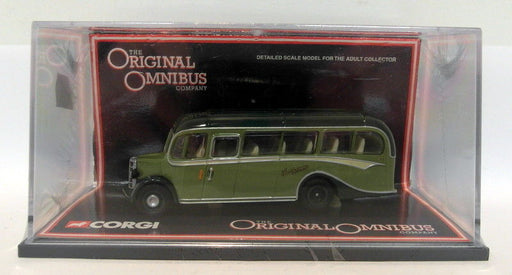 THE
ORIGINAL
OMNIBUS
COMPANY
DETAILED SCALE MODEL FOR THE ADULT COLLECTOR
CORGI
THE
ORIGINAL OMNIBUS
COMPANY